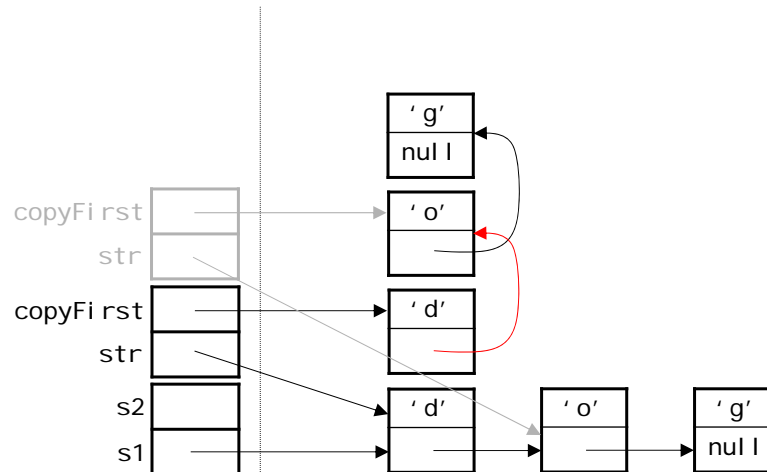 ‘g’
null
copyFirst
‘o’
str
copyFirst
‘d’
str
s2
‘d’
‘o’
‘g’
s1
null